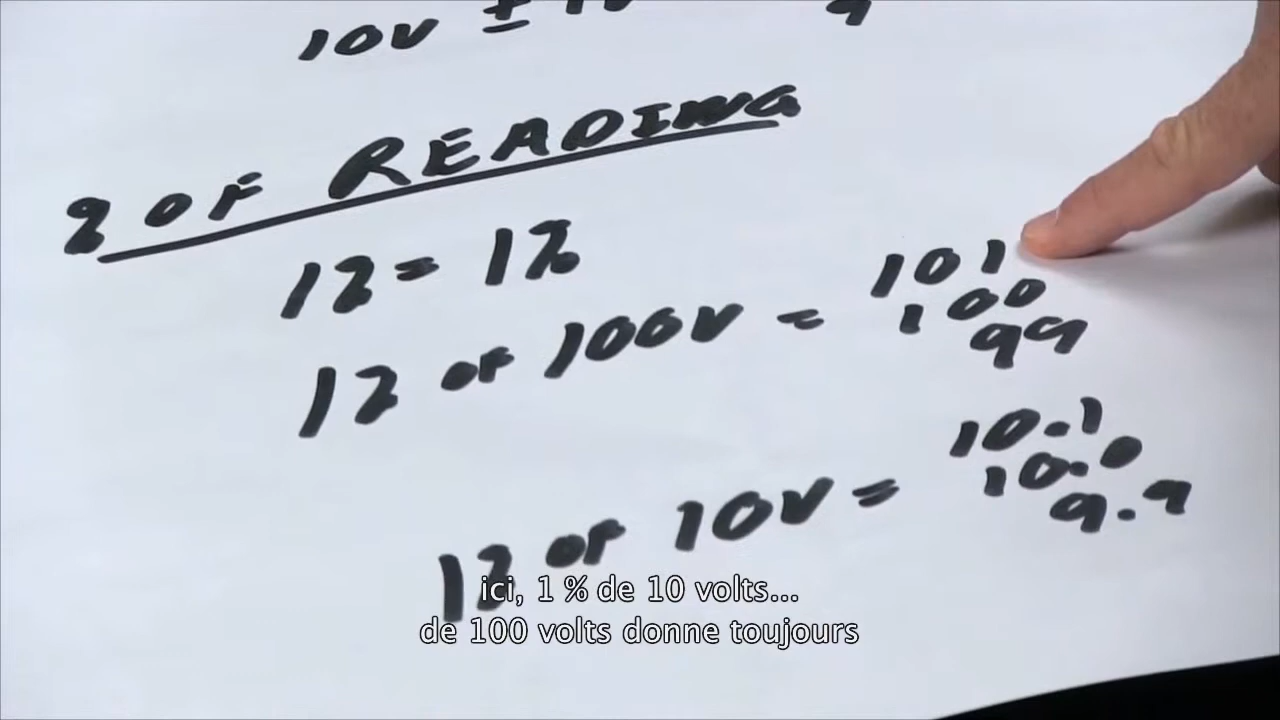 10V ±
% OF READING
1% = 1%
1% OF 100V = 101
100
99
1% OF 10V = 10.1
10.0
9.9
ici, 1 % de 10 volts...
de 100 volts donne toujours